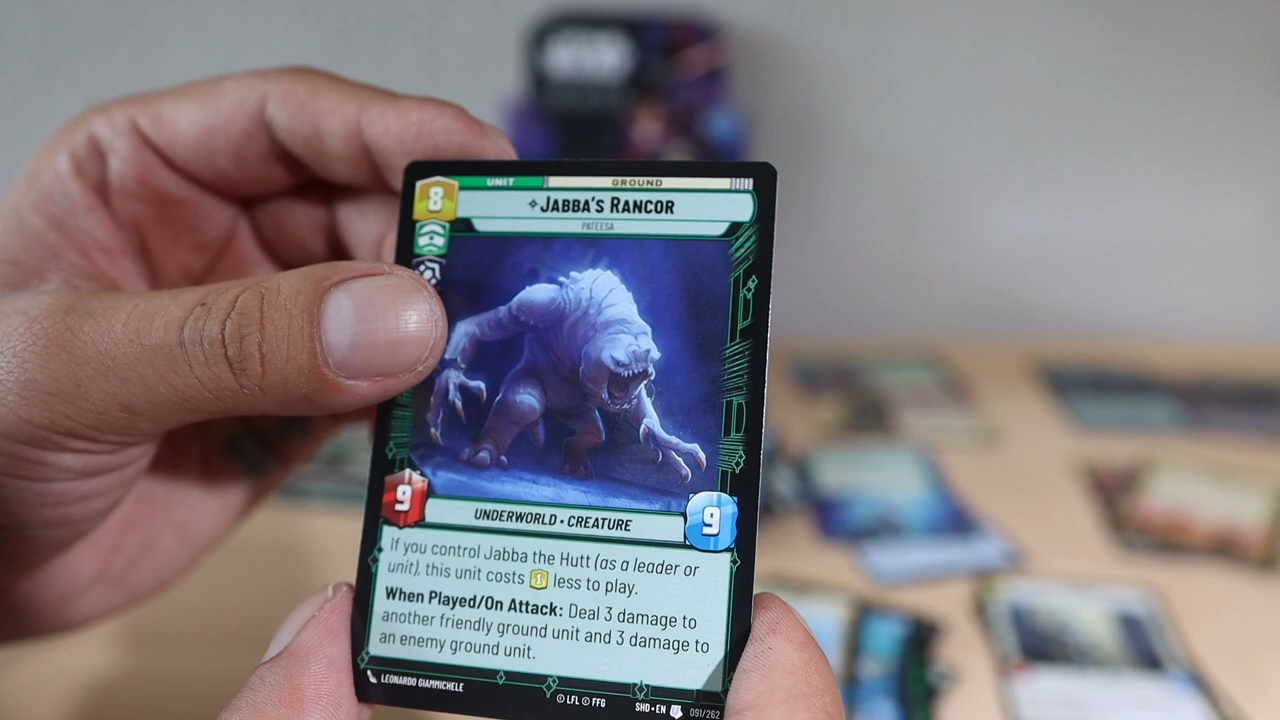 UNIT GROUND
8
JABBA'S RANCOR
PATEESA
9
UNDERWORLD • CREATURE
9
If you control Jabba the Hutt (as a leader or
unit), this unit costs 1 less to play.
When Played/On Attack: Deal 3 damage to
another friendly ground unit and 3 damage to
an enemy ground unit.
LEONARDO GIAMMICHELE
© LFL © FFG
SHD • EN
091/262